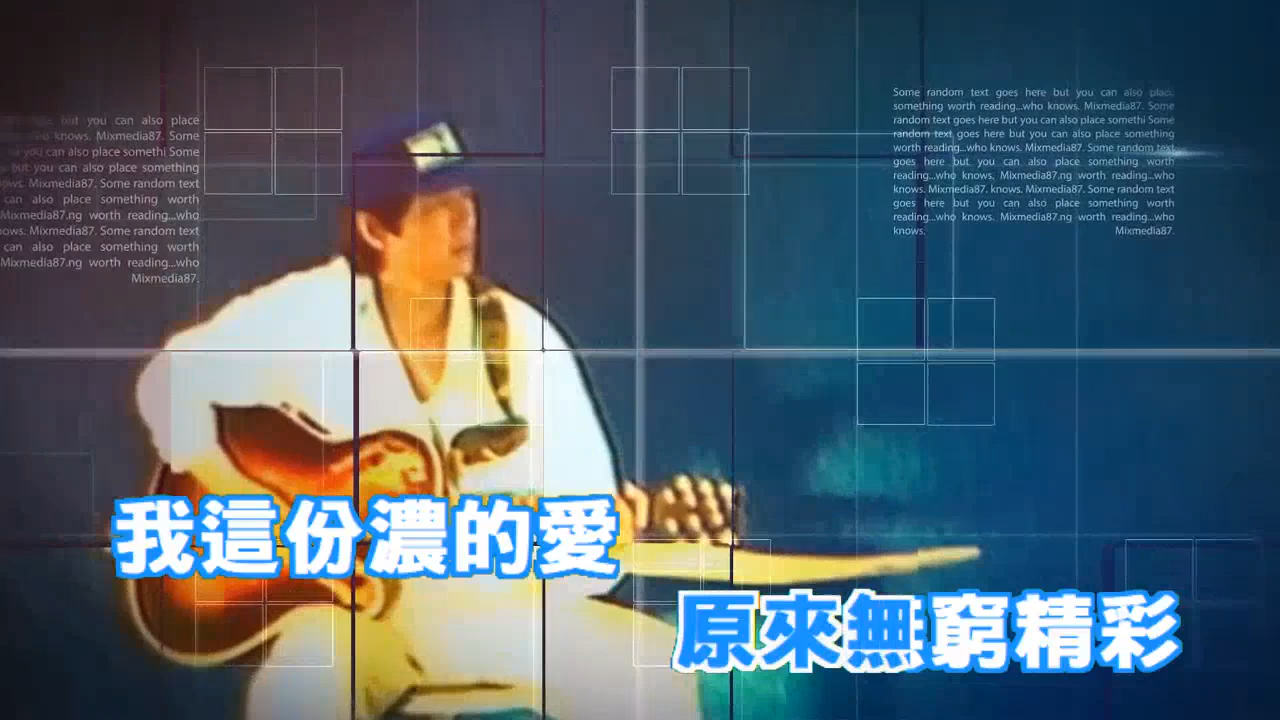 but you can also place
knows. Mixmedia87. Some
you can also place somethi Some
but you can also place something
Mixmedia87. Some random text
can also place something worth
Mixmedia87.ng worth reading...who
Mixmedia87. Some random text
can also place something worth
Mixmedia87.ng worth reading...who
Mixmedia87.
Some random text goes here but you can also place
something worth reading...who knows. Mixmedia87. Some
random text goes here but you can also place somethi Some
random text goes here but you can also place something
worth reading...who knows. Mixmedia87. Some random text
goes here but you can also place something worth
reading...who knows. Mixmedia87.ng worth reading...who
knows. Mixmedia87. knows. Mixmedia87. Some random text
goes here but you can also place something worth
reading...who knows. Mixmedia87.ng worth reading...who
knows. Mixmedia87.
我這份濃的愛
原來無窮精彩